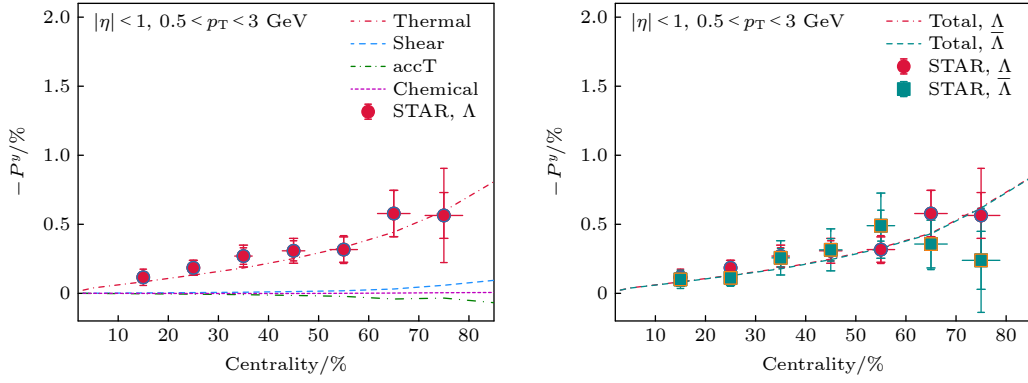 |η| < 1, 0.5 < p_T < 3 GeV
Thermal
Shear
accT
Chemical
STAR, Λ
2.0
1.5
1.0
0.5
0
−P^y/%
10 20 30 40 50 60 70 80
Centrality/%
|η| < 1, 0.5 < p_T < 3 GeV
Total, Λ
Total, Λ̅
STAR, Λ
STAR, Λ̅
2.0
1.5
1.0
0.5
0
−P^y/%
10 20 30 40 50 60 70 80
Centrality/%